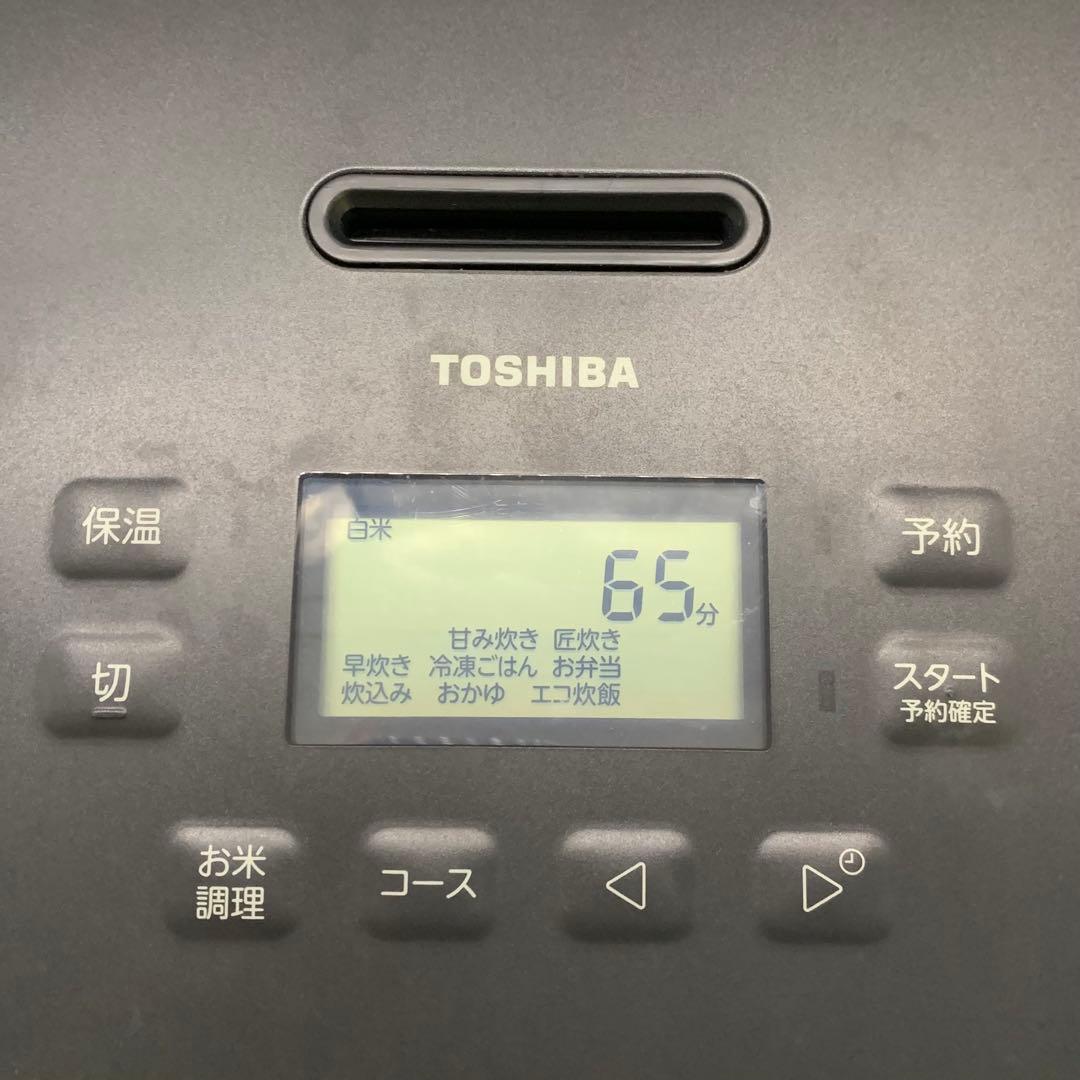 TOSHIBA
保温
白米
65分
甘み炊き 匠炊き
早炊き 冷凍ごはん お弁当
炊込み おかゆ エコ炊飯
予約
切
スタート
予約確定
お米
調理
コース